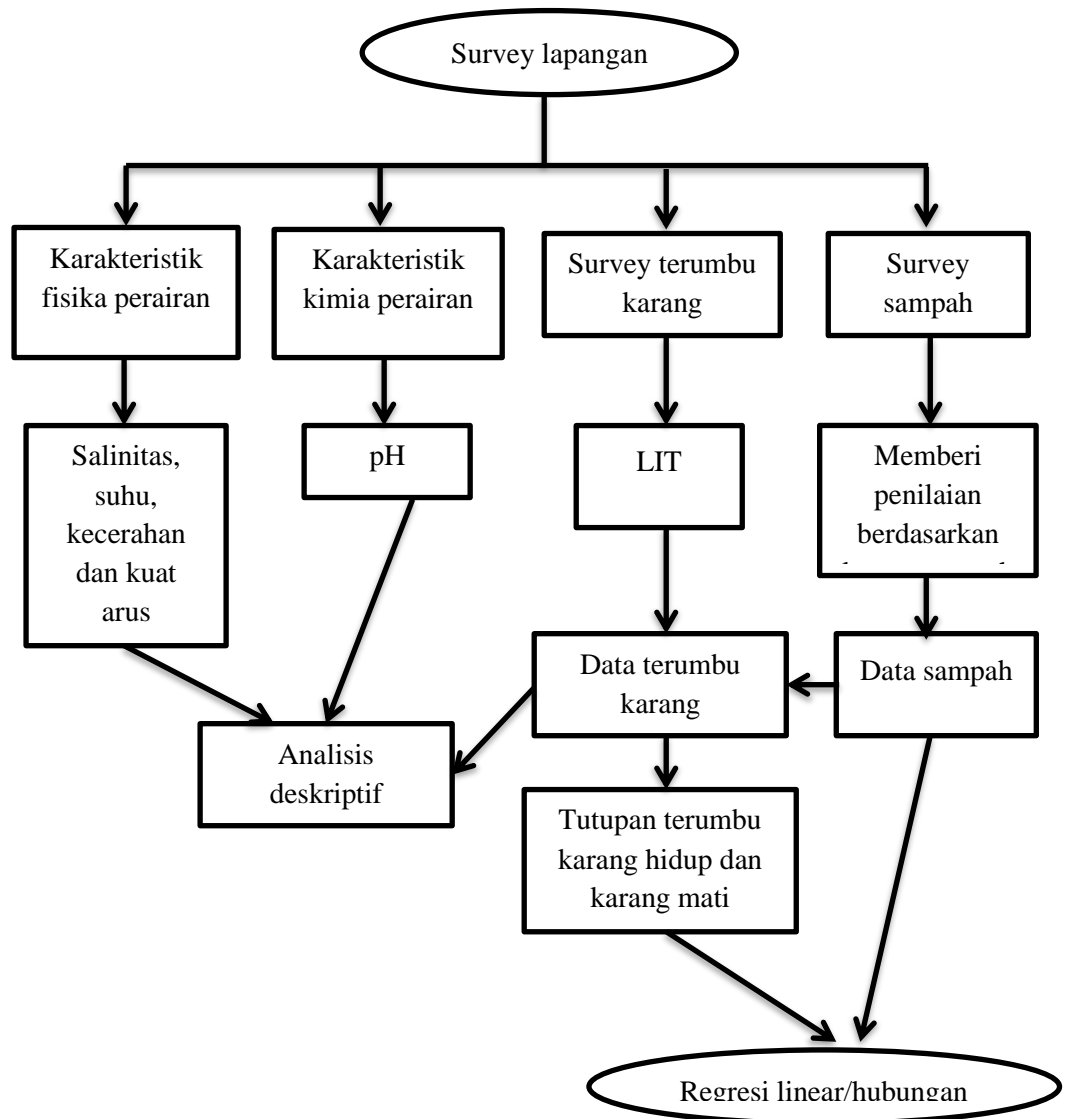 Survey lapangan
Karakteristik
fisika perairan
Karakteristik
kimia perairan
Survey terumbu
karang
Survey
sampah
Salinitas,
suhu,
kecerahan
dan kuat
arus
pH
LIT
Memberi
penilaian
berdasarkan
Data terumbu
karang
Data sampah
Analisis
deskriptif
Tutupan terumbu
karang hidup dan
karang mati
Regresi linear/hubungan